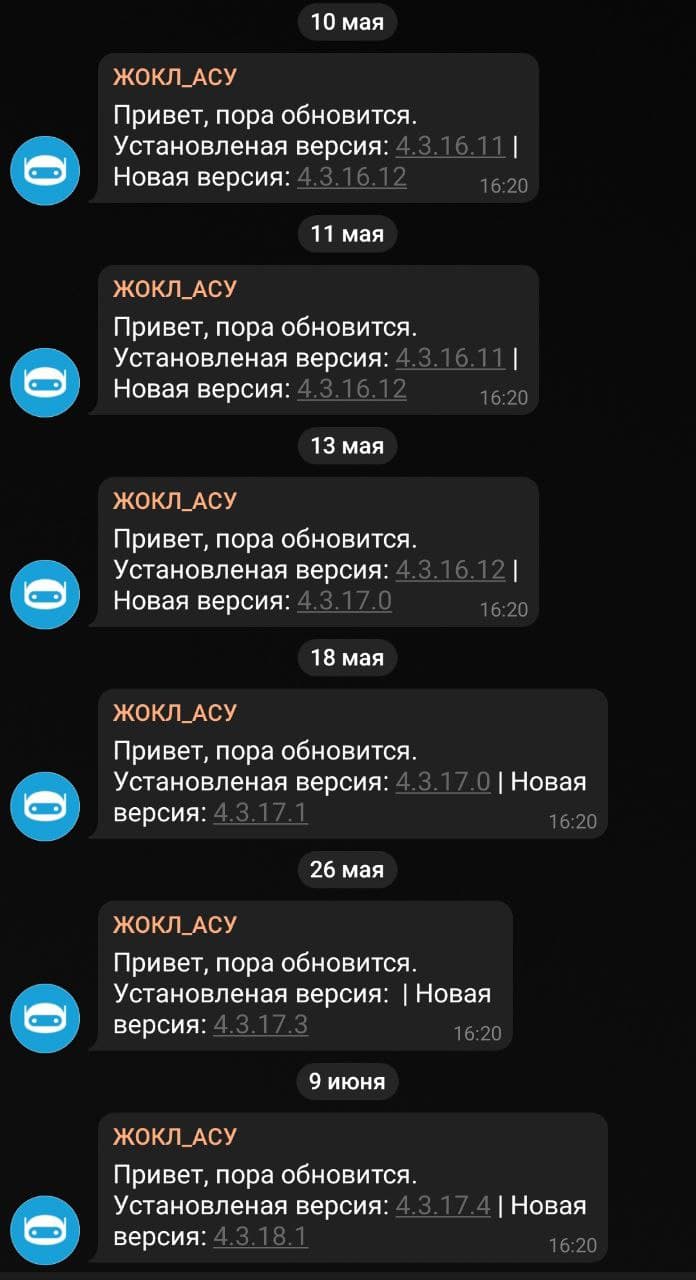 10 мая
ЖОКЛ_АСУ
Привет, пора обновится.
Установленая версия: 4.3.16.11 |
Новая версия: 4.3.16.12
16:20
11 мая
ЖОКЛ_АСУ
Привет, пора обновится.
Установленая версия: 4.3.16.11 |
Новая версия: 4.3.16.12
16:20
13 мая
ЖОКЛ_АСУ
Привет, пора обновится.
Установленая версия: 4.3.16.12 |
Новая версия: 4.3.17.0
16:20
18 мая
ЖОКЛ_АСУ
Привет, пора обновится.
Установленая версия: 4.3.17.0 | Новая
версия: 4.3.17.1
16:20
26 мая
ЖОКЛ_АСУ
Привет, пора обновится.
Установленая версия: | Новая
версия: 4.3.17.3
16:20
9 июня
ЖОКЛ_АСУ
Привет, пора обновится.
Установленая версия: 4.3.17.4 | Новая
версия: 4.3.18.1
16:20